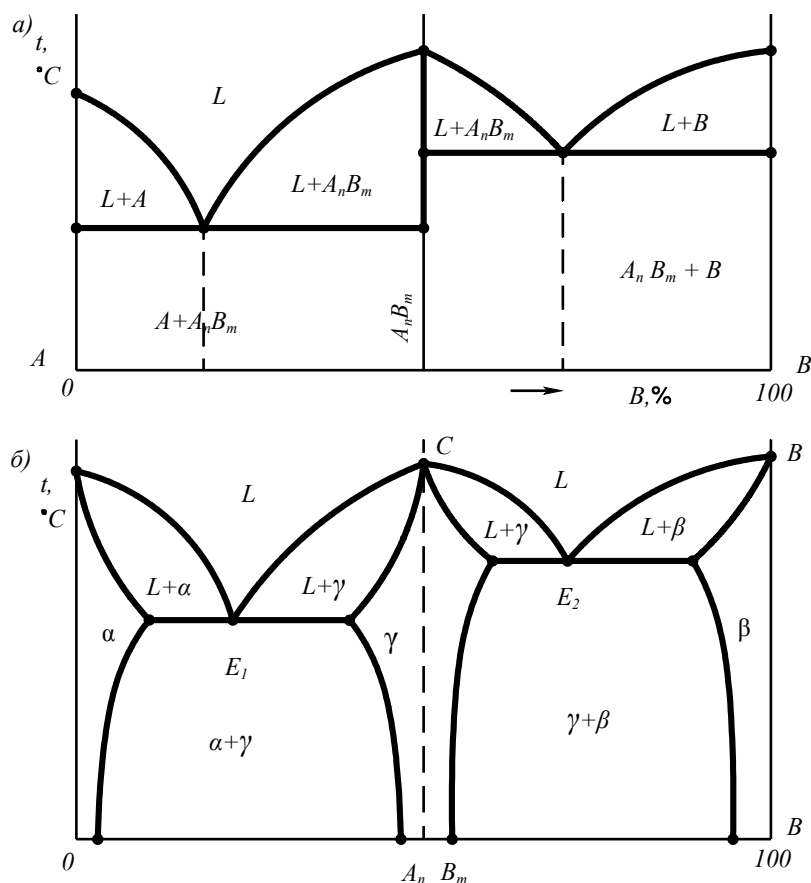 а)
t,
°C
L
L+AₙBₘ
L+B
L+A
L+AₙBₘ
AₙBₘ + B
AₙBₘ
A+AₙBₘ
A
B
0
B,%
100
б)
C
B
t,
°C
L
L
L+γ
L+β
L+α
L+γ
α
γ
β
E₂
E₁
α+γ
γ+β
B
0
100
Aₙ Bₘ